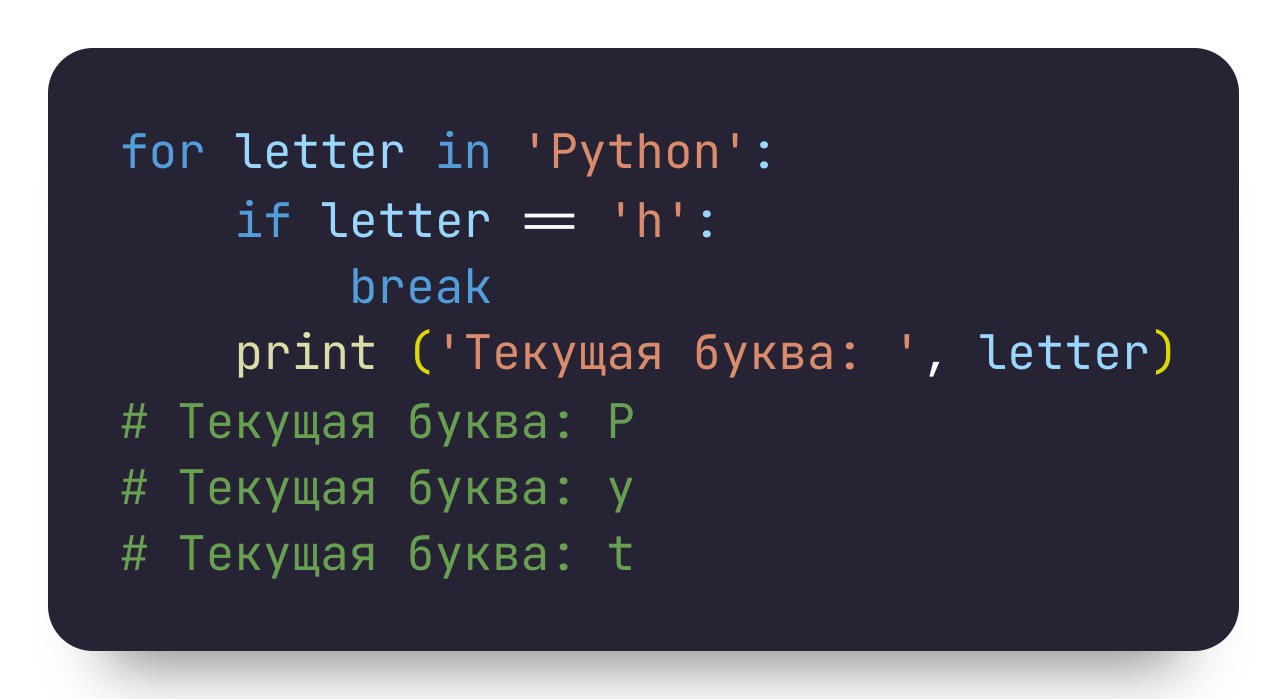 for letter in 'Python':
    if letter == 'h':
        break
    print ('Текущая буква: ', letter)
# Текущая буква: P
# Текущая буква: y
# Текущая буква: t